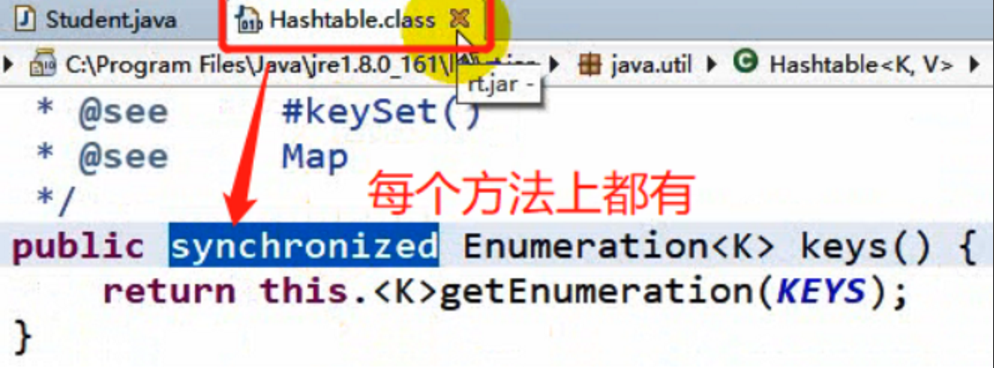 Student.java
Hashtable.class
C:\Program Files\Java\jre1.8.0_161\l
java.util
Hashtable<K, V>
rt.jar -
* @see #keySet()
* @see Map
*/
每个方法上都有
public synchronized Enumeration<K> keys() {
return this.<K>getEnumeration(KEYS);
}